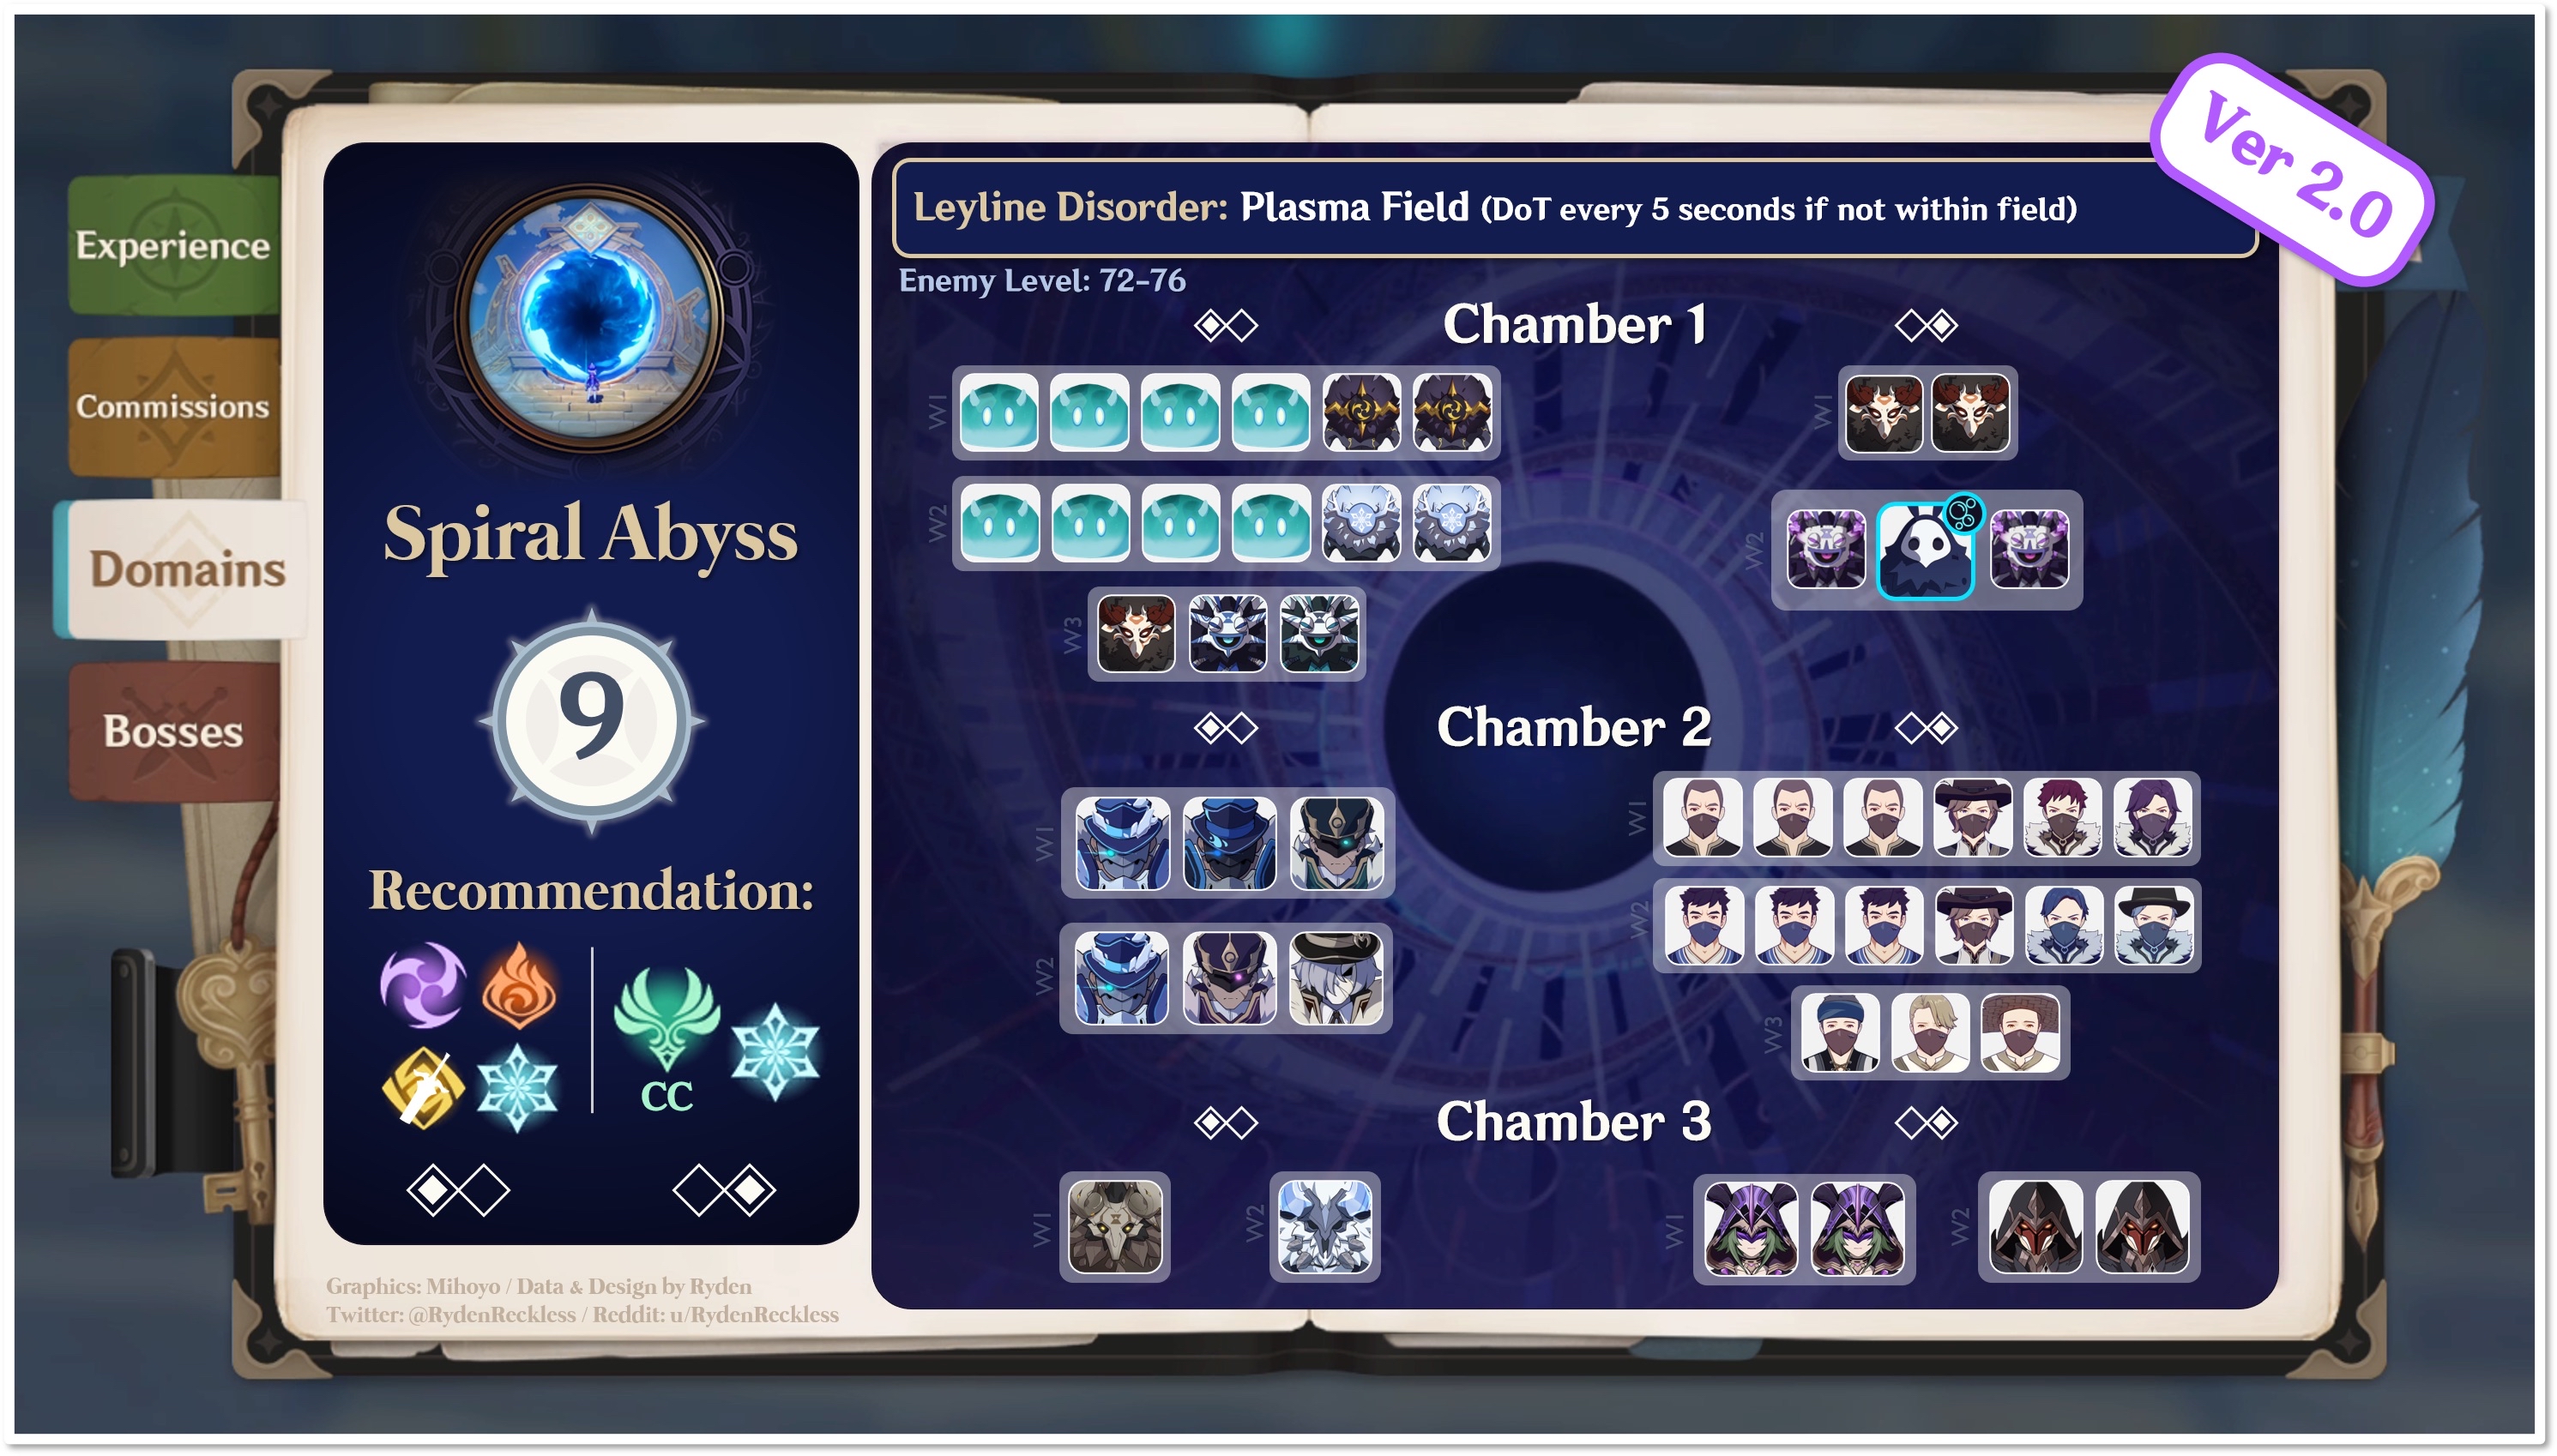 Ver 2.0
Experience
Commissions
Domains
Bosses
Spiral Abyss
9
Recommendation:
CC
Leyline Disorder: Plasma Field (DoT every 5 seconds if not within field)
Enemy Level: 72-76
Chamber 1
W1
W2
W3
W1
W2
Chamber 2
W1
W2
W1
W2
W3
Chamber 3
W1
W2
W1
W2
Graphics: Mihoyo / Data & Design by Ryden
Twitter: @RydenReckless / Reddit: u/RydenReckless